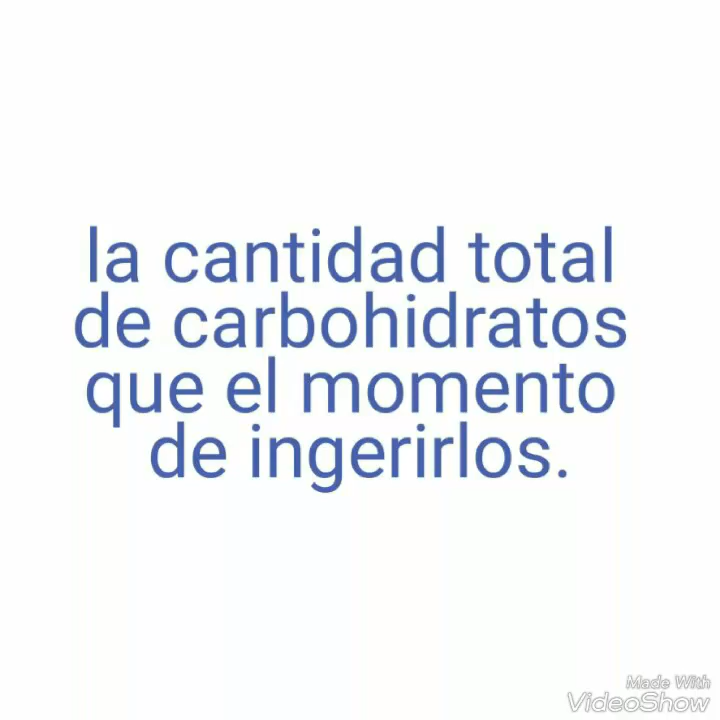 la cantidad total
de carbohidratos
que el momento
de ingerirlos.
Made With
VideoShow